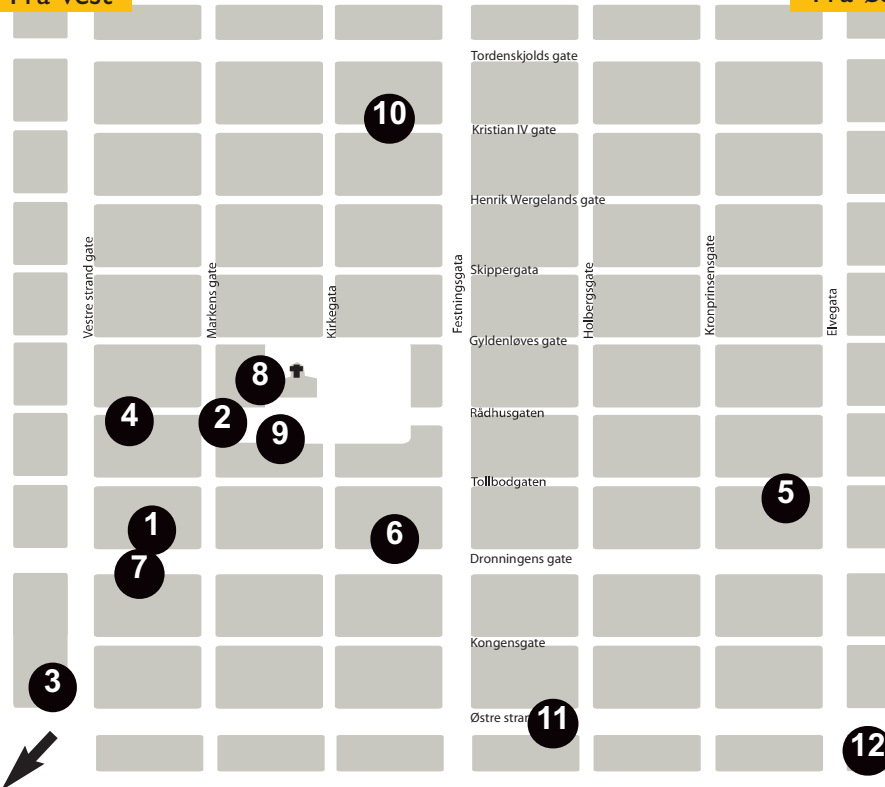 Fra vest
Tordenskjolds gate
10
Kristian IV gate
Henrik Wergelands gate
Vestre strand gate
Markens gate
Kirkegata
Festningsgata
Skippergata
Holbergsgate
Kronprinsensgate
Elvegata
Gyldenløves gate
8
4
2
9
Rådhusgaten
Tollbodgaten
5
1
6
7
Dronningens gate
Kongensgate
3
Østre
11
12